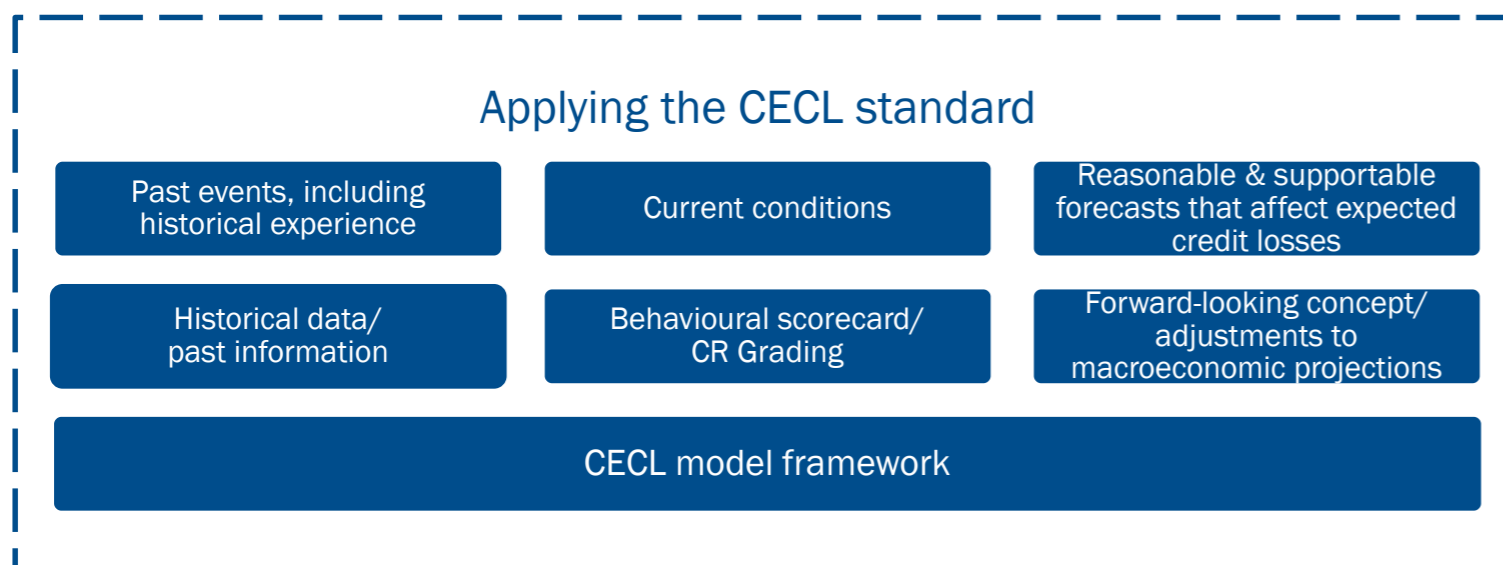 Applying the CECL standard
Past events, including
historical experience
Current conditions
Reasonable & supportable
forecasts that affect expected
credit losses
Historical data/
past information
Behavioural scorecard/
CR Grading
Forward-looking concept/
adjustments to
macroeconomic projections
CECL model framework